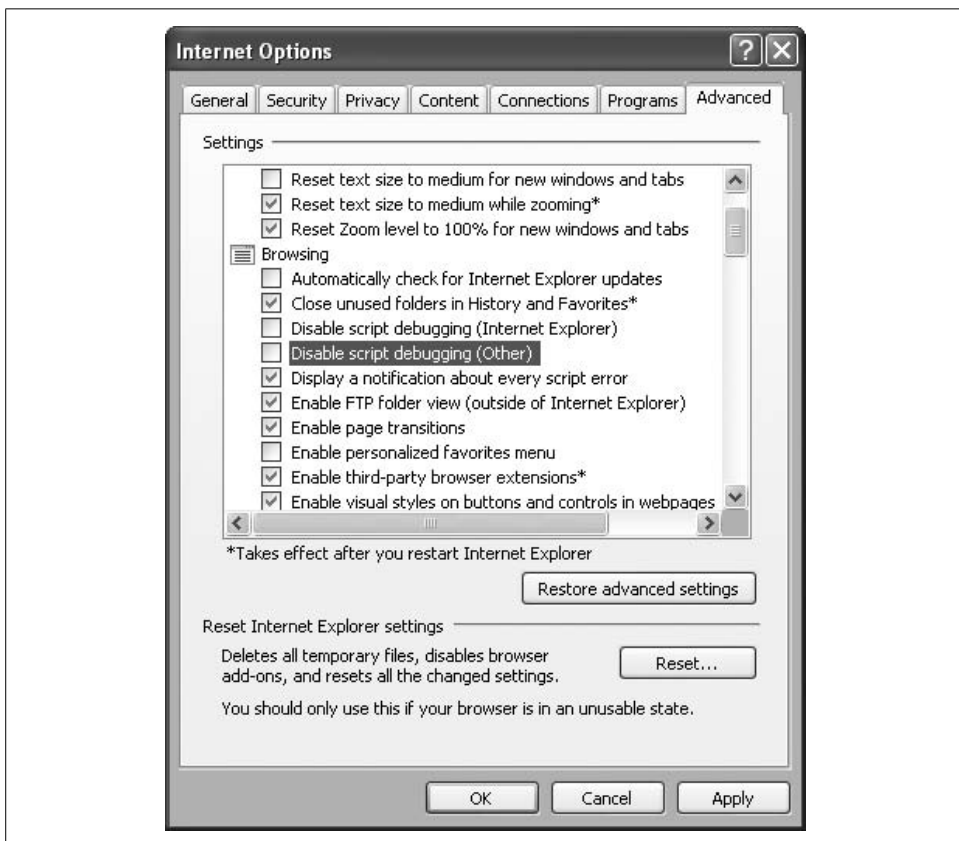 Internet Options
General Security Privacy Content Connections Programs Advanced
Settings
Reset text size to medium for new windows and tabs
Reset text size to medium while zooming*
Reset Zoom level to 100% for new windows and tabs
Browsing
Automatically check for Internet Explorer updates
Close unused folders in History and Favorites*
Disable script debugging (Internet Explorer)
Disable script debugging (Other)
Display a notification about every script error
Enable FTP folder view (outside of Internet Explorer)
Enable page transitions
Enable personalized favorites menu
Enable third-party browser extensions*
Enable visual styles on buttons and controls in webpages
*Takes effect after you restart Internet Explorer
Restore advanced settings
Reset Internet Explorer settings
Deletes all temporary files, disables browser
add-ons, and resets all the changed settings.
Reset...
You should only use this if your browser is in an unusable state.
OK Cancel Apply